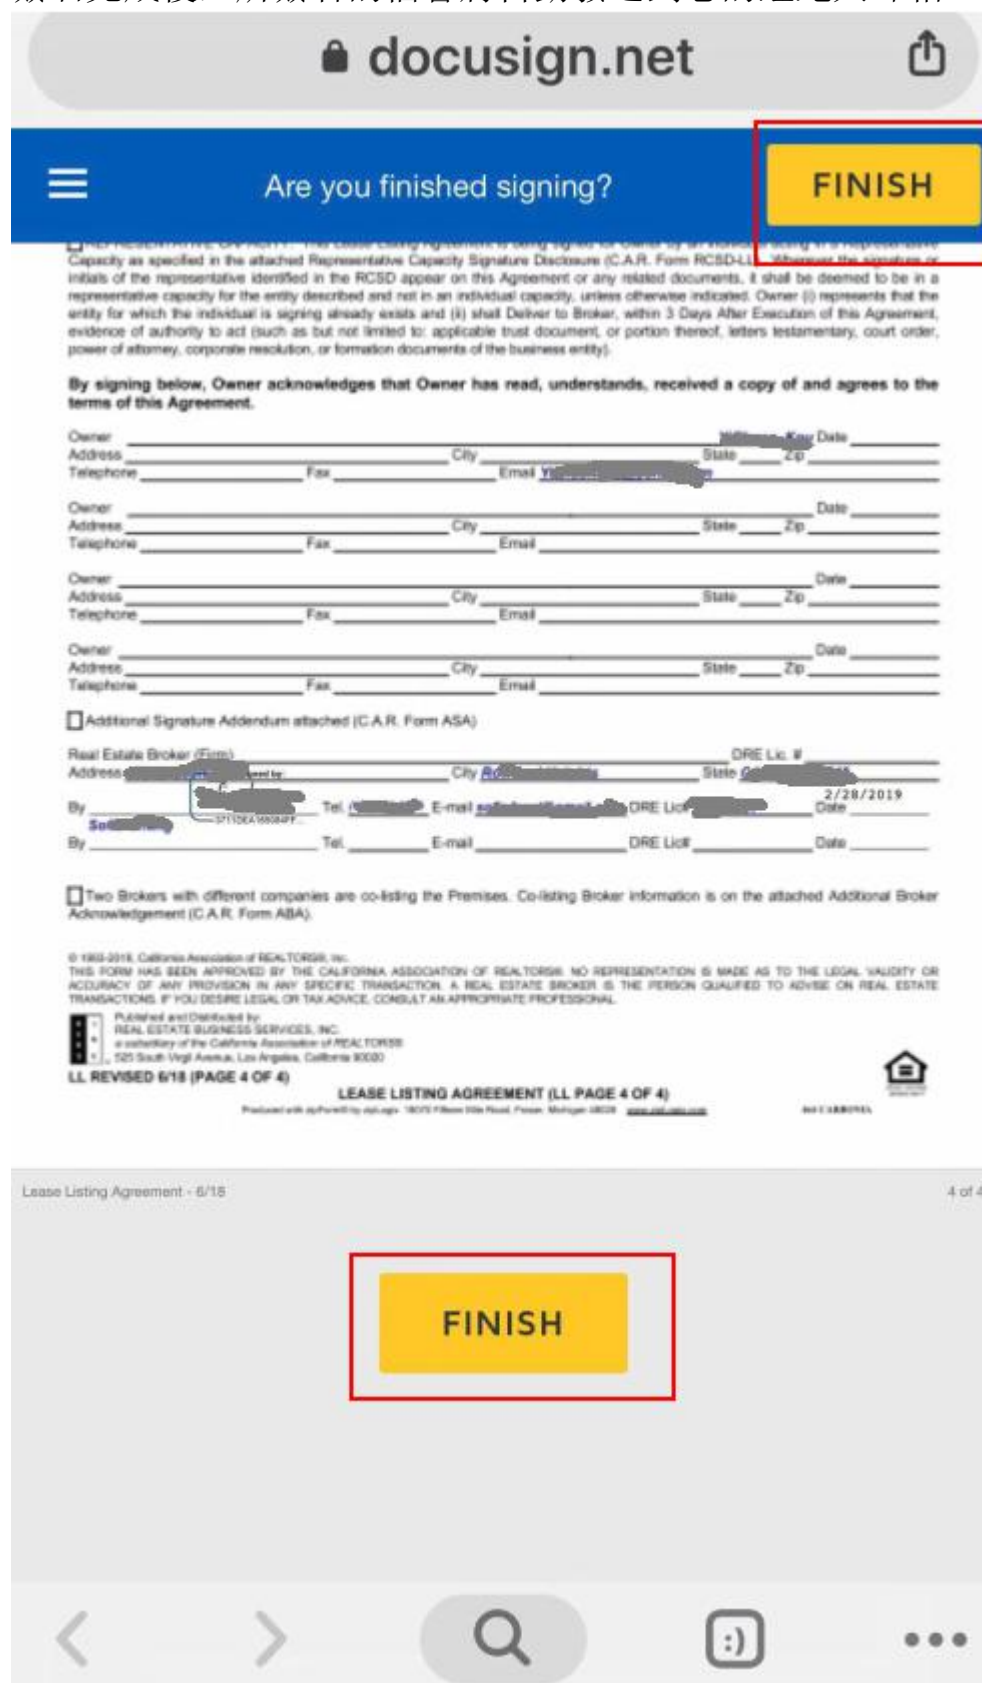 docusign.net
Are you finished signing?
FINISH
Capacity as specified in the attached Representative Capacity Signature Disclosure (C.A.R. Form RCSD-LL). Wherever the signature or
initials of the representative identified in the RCSD appear on this Agreement or any related documents, it shall be deemed to be in a
representative capacity for the entity described and not in an individual capacity, unless otherwise indicated. Owner (i) represents that the
entity for which the individual is signing already exists and (ii) shall Deliver to Broker, within 3 Days After Execution of this Agreement,
evidence of authority to act (such as but not limited to: applicable trust document, or portion thereof, letters testamentary, court order,
power of attorney, corporate resolution, or formation documents of the business entity).
By signing below, Owner acknowledges that Owner has read, understands, received a copy of and agrees to the
terms of this Agreement.
Owner Date
Address City State Zip
Telephone Fax Email
Owner Date
Address City State Zip
Telephone Fax Email
Owner Date
Address City State Zip
Telephone Fax Email
Owner Date
Address City State Zip
Telephone Fax Email
Additional Signature Addendum attached (C.A.R. Form ASA)
Real Estate Broker (Firm) DRE Lic. #
Address City State
2/28/2019
By Tel. E-mail DRE Lic# Date
By Tel. E-mail DRE Lic# Date
Two Brokers with different companies are co-listing the Premises. Co-listing Broker information is on the attached Additional Broker
Acknowledgement (C.A.R. Form ABA).
California Association of REALTORS®, Inc.
THIS FORM HAS BEEN APPROVED BY THE CALIFORNIA ASSOCIATION OF REALTORS®. NO REPRESENTATION IS MADE AS TO THE LEGAL VALIDITY OR
ACCURACY OF ANY PROVISION IN ANY SPECIFIC TRANSACTION. A REAL ESTATE BROKER IS THE PERSON QUALIFIED TO ADVISE ON REAL ESTATE
TRANSACTIONS. IF YOU DESIRE LEGAL OR TAX ADVICE, CONSULT AN APPROPRIATE PROFESSIONAL.
Published and Distributed by:
REAL ESTATE BUSINESS SERVICES, INC.
a subsidiary of the California Association of REALTORS®
525 South Virgil Avenue, Los Angeles, California 90020
LL REVISED 6/18 (PAGE 4 OF 4)
LEASE LISTING AGREEMENT (LL PAGE 4 OF 4)
Lease Listing Agreement - 6/18
4 of 4
FINISH